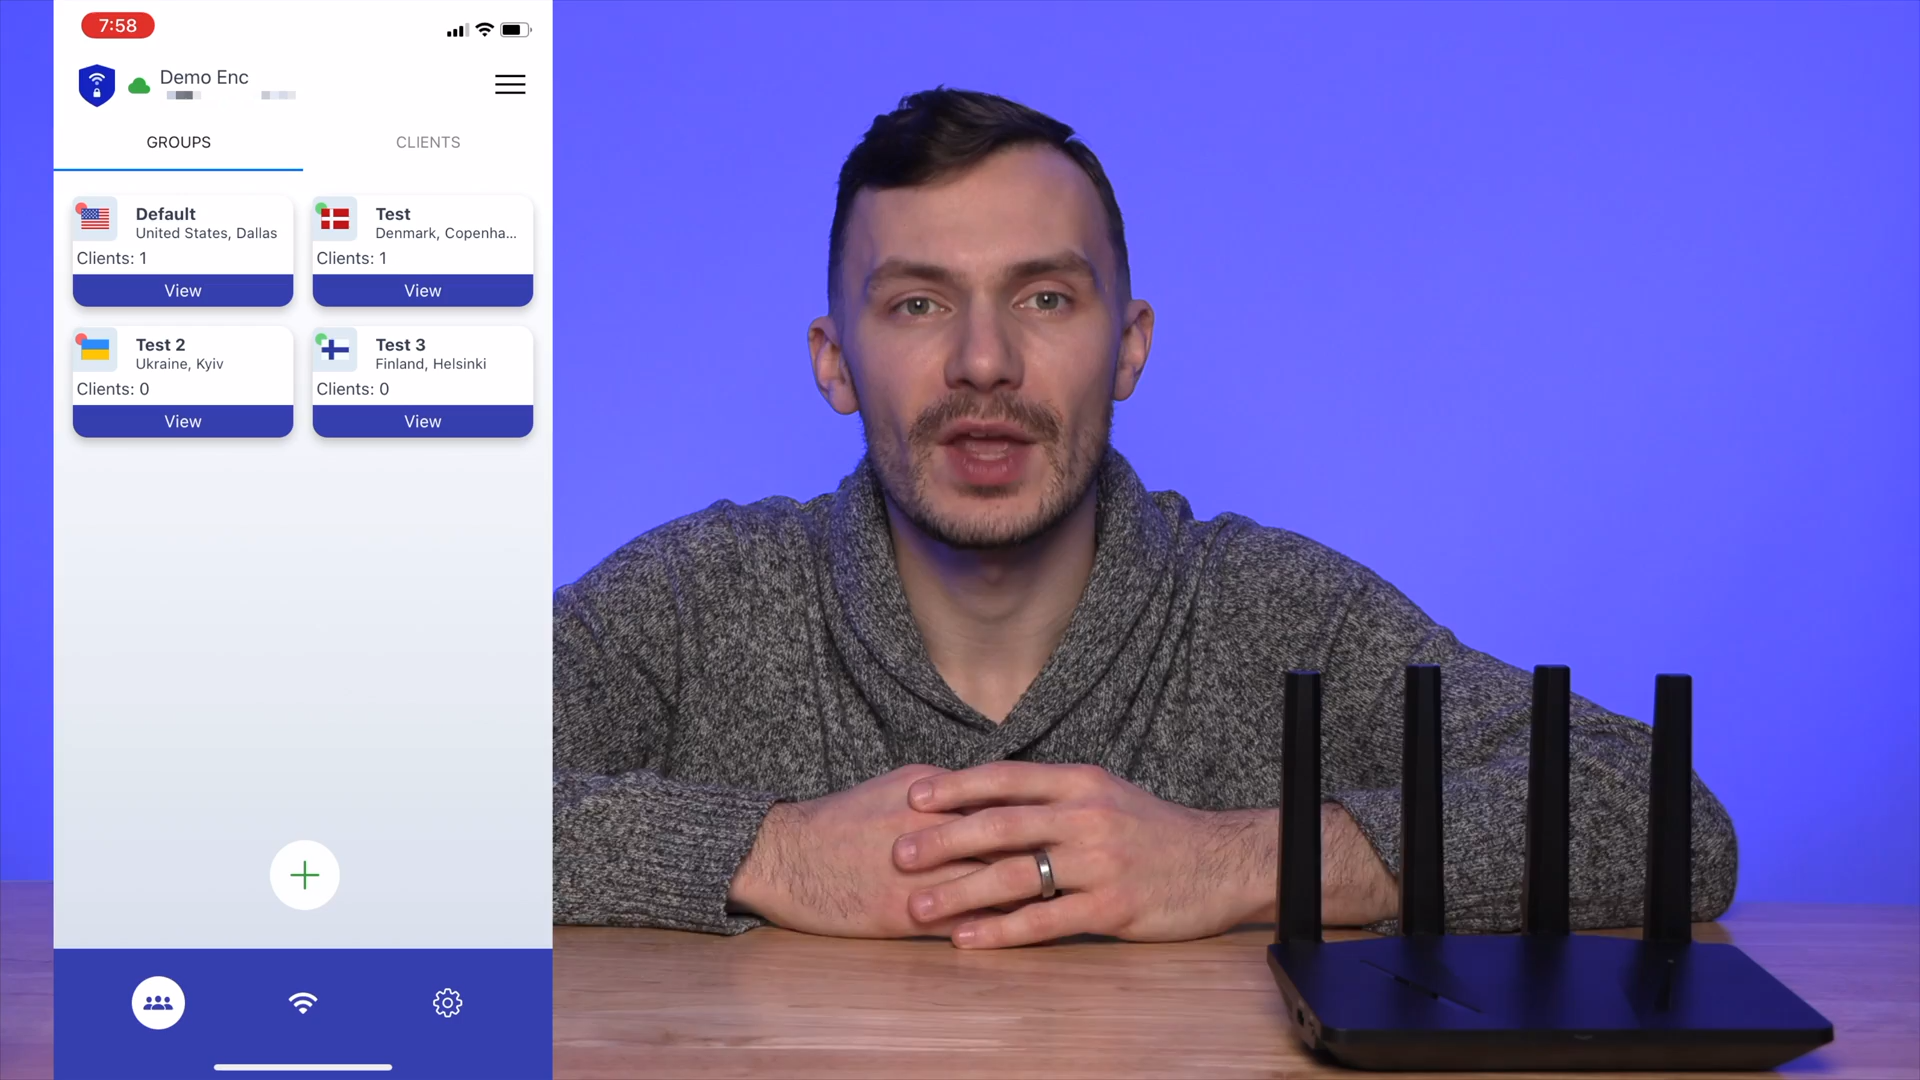 7:58
Demo Enc
GROUPS
CLIENTS
Default
United States, Dallas
Clients: 1
View
Test
Denmark, Copenha...
Clients: 1
View
Test 2
Ukraine, Kyiv
Clients: 0
View
Test 3
Finland, Helsinki
Clients: 0
View